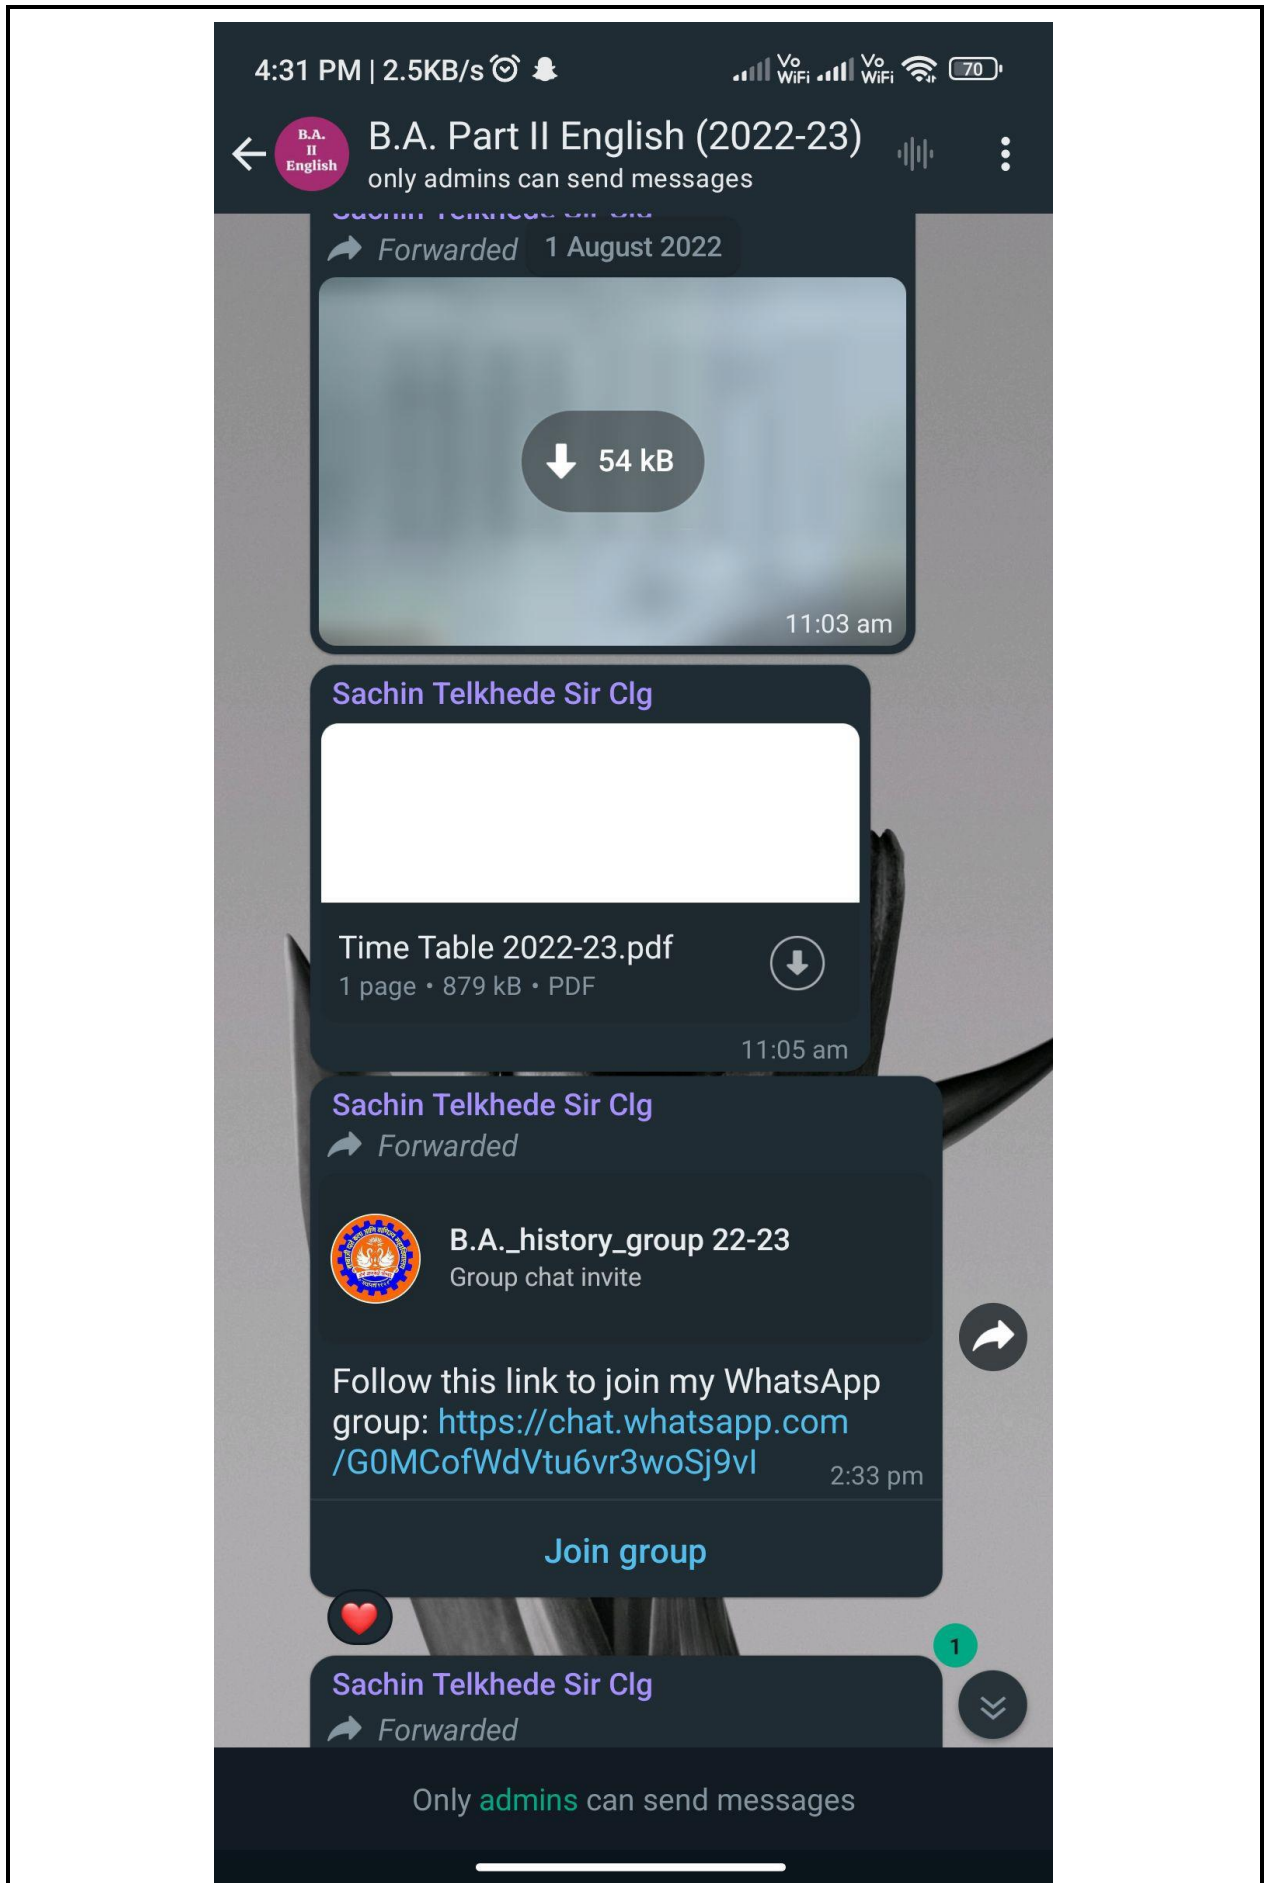 4:31 PM | 2.5KB/s
Vo WiFi Vo WiFi 70
B.A. II English
B.A. Part II English (2022-23)
only admins can send messages
Sachin Telkhede Sir Clg
Forwarded
1 August 2022
54 kB
11:03 am
Sachin Telkhede Sir Clg
Time Table 2022-23.pdf
1 page • 879 kB • PDF
11:05 am
Sachin Telkhede Sir Clg
Forwarded
B.A._history_group 22-23
Group chat invite
Follow this link to join my WhatsApp
group: https://chat.whatsapp.com
/G0MCofWdVtu6vr3woSj9vI
2:33 pm
Join group
1
Sachin Telkhede Sir Clg
Forwarded
Only admins can send messages